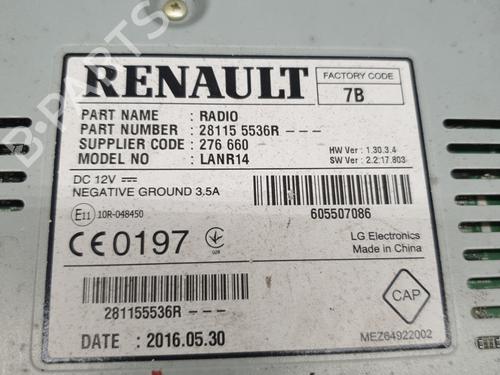 RENAULT
FACTORY CODE
7B
PART NAME : RADIO
PART NUMBER : 28115 5536R - - -
SUPPLIER CODE : 276 660
MODEL NO : LANR14
HW Ver : 1.30.3.4
SW Ver : 2.2.17.803
DC 12V
NEGATIVE GROUND 3.5A
E11 10R-048450
605507086
CE0197
028
LG Electronics
Made in China
281155536R - - -
CAP
DATE : 2016.05.30
MEZ64922002